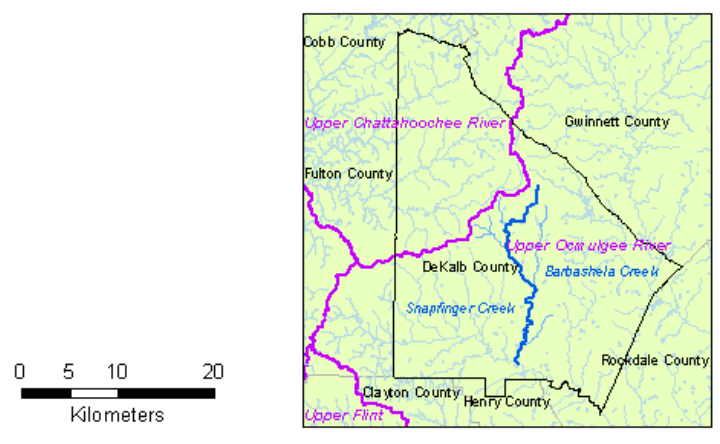 Cobb County
Upper Chattahoochee River
Gwinnett County
Fulton County
Upper Ocmulgee River
DeKalb County
Barbashela Creek
Snapfinger Creek
Rockdale County
Clayton County
Henry County
Upper Flint
0 5 10 20
Kilometers